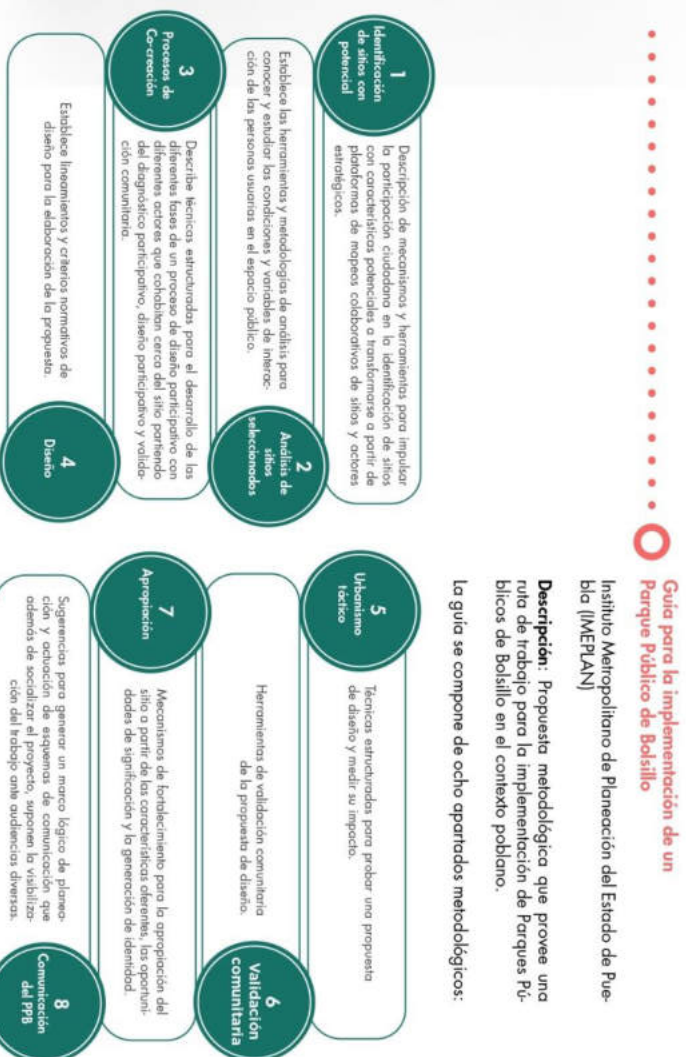 Guía para la implementación de un
Parque Público de Bolsillo
Instituto Metropolitano de Planeación del Estado de Pue-
bla (IMEPLAN)
Descripción: Propuesta metodológica que provee una
ruta de trabajo para la implementación de Parques Pú-
blicos de Bolsillo en el contexto poblano.
La guía se compone de ocho apartados metodológicos:
1
Identificación
de sitios con
potencial
Descripción de mecanismos y herramientas para impulsar
la participación ciudadana en la identificación de sitios
con características potenciales a transformarse a partir de
plataformas de mapeos colaborativos de sitios y actores
estratégicos.
Establece las herramientas y metodologías de análisis para
conocer y estudiar las condiciones y variables de interac-
ción de las personas usuarias en el espacio público.
2
Análisis de
sitios
seleccionados
3
Procesos de
Co-creación
Describe técnicas estructuradas para el desarrollo de las
diferentes fases de un proceso de diseño participativo con
diferentes actores que cohabitan cerca del sitio partiendo
del diagnóstico participativo, diseño participativo y valida-
ción comunitaria.
Establece lineamientos y criterios normativos de
diseño para la elaboración de la propuesta.
4
Diseño
5
Urbanismo
táctico
Técnicas estructuradas para probar una propuesta
de diseño y medir su impacto.
Herramientas de validación comunitaria
de la propuesta de diseño.
6
Validación
comunitaria
7
Apropiación
Mecanismos de fortalecimiento para la apropiación del
sitio a partir de las características oferentes, las oportuni-
dades de significación y la generación de identidad.
Sugerencias para generar un marco lógico de planea-
ción y actuación de esquemas de comunicación que
además de socializar el proyecto, suponen la visibiliza-
ción del trabajo ante audiencias diversas.
8
Comunicación
del PPB